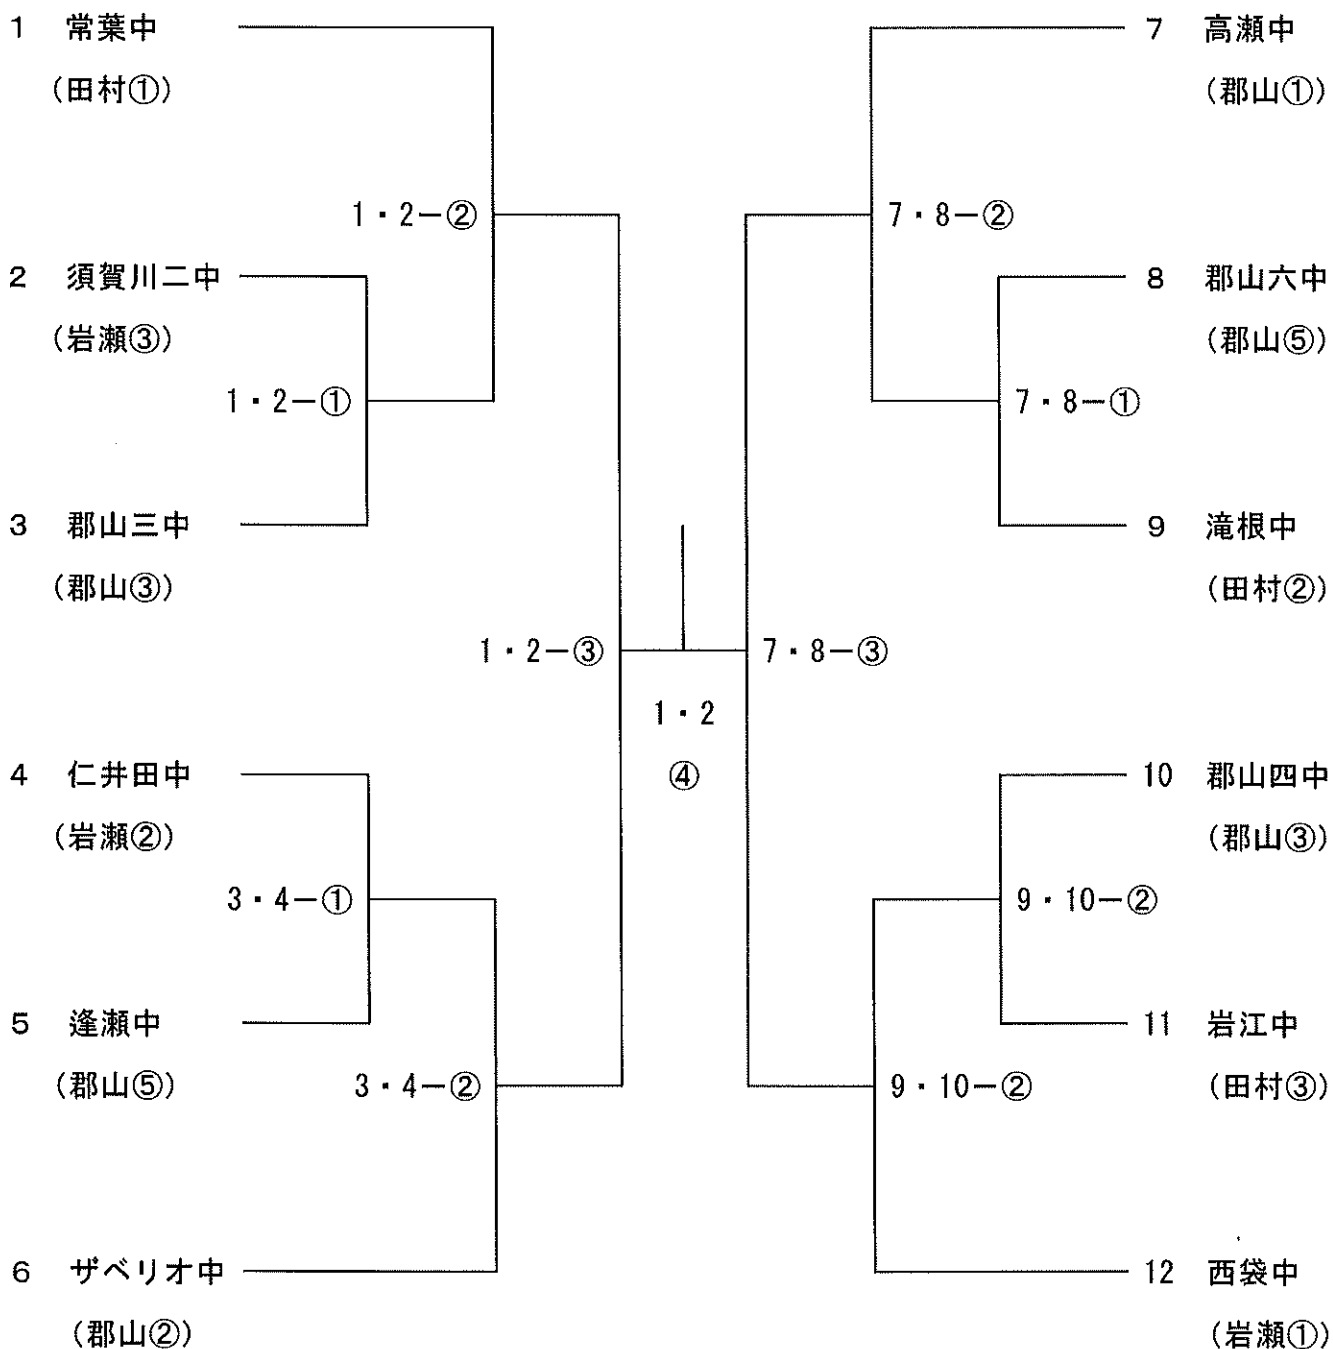 1 常葉中
(田村①)
1・2−②
2 須賀川二中
(岩瀬③)
1・2−①
3 郡山三中
(郡山③)
1・2−③
4 仁井田中
(岩瀬②)
3・4−①
5 逢瀬中
(郡山⑤)
3・4−②
6 ザベリオ中
(郡山②)
1・2
④
7 高瀬中
(郡山①)
7・8−②
8 郡山六中
(郡山⑤)
7・8−①
9 滝根中
(田村②)
7・8−③
10 郡山四中
(郡山③)
9・10−②
11 岩江中
(田村③)
9・10−②
12 西袋中
(岩瀬①)